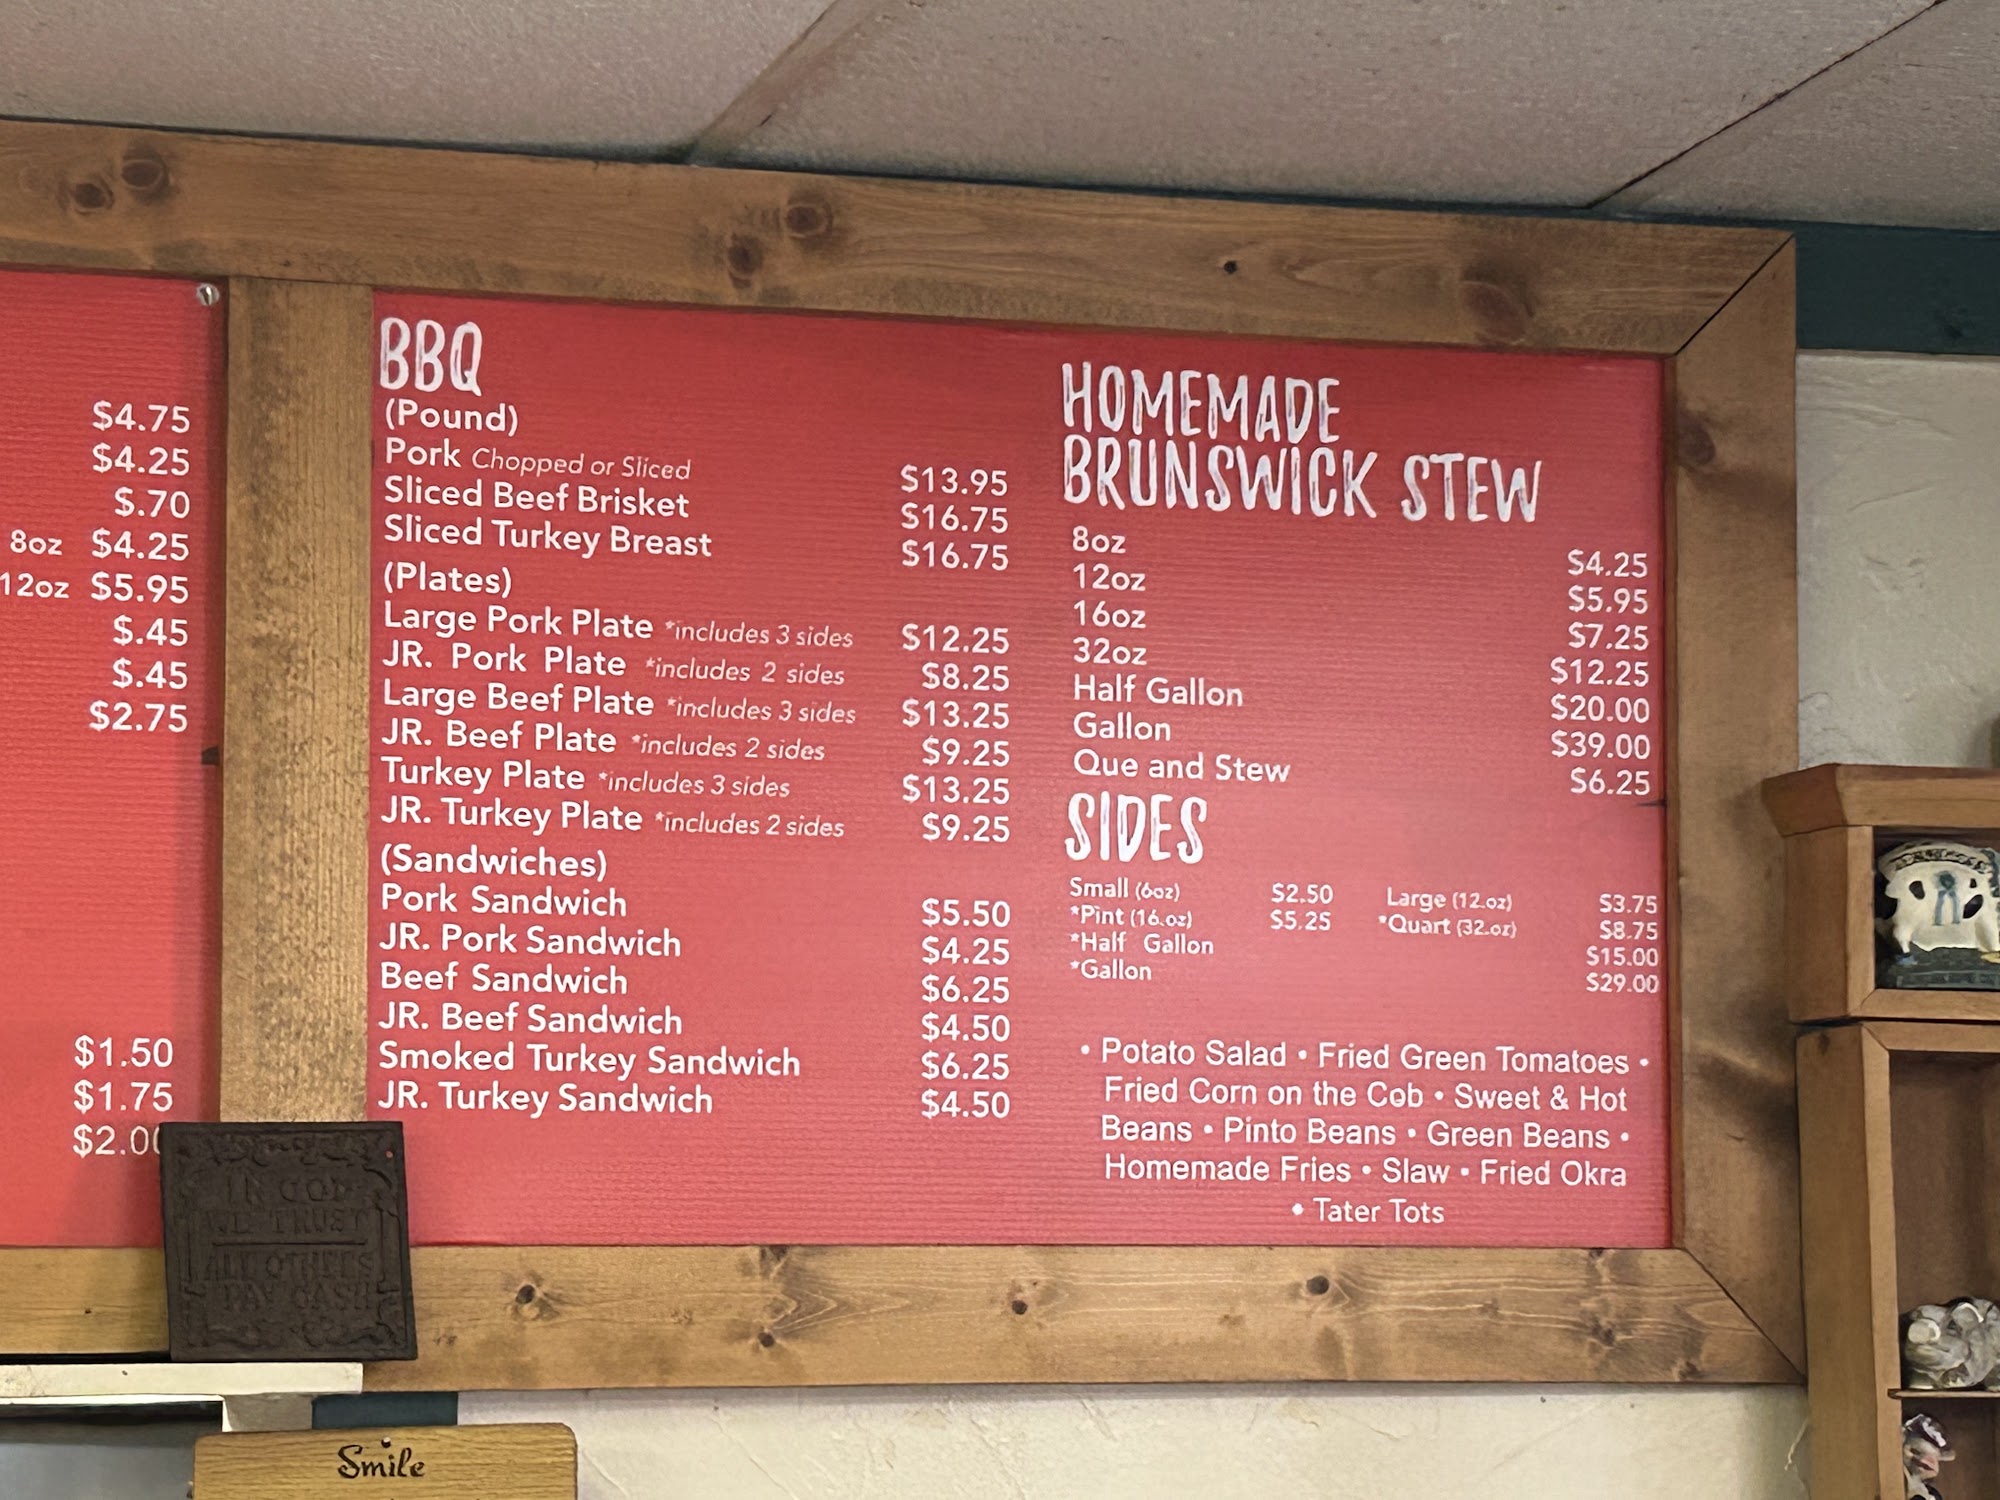 $4.75
$4.25
$.70
8oz $4.25
12oz $5.95
$.45
$.45
$2.75
$1.50
$1.75
BBQ
(Pound)
Pork Chopped or Sliced $13.95
Sliced Beef Brisket $16.75
Sliced Turkey Breast $16.75
(Plates)
Large Pork Plate *includes 3 sides $12.25
JR. Pork Plate *includes 2 sides $8.25
Large Beef Plate *includes 3 sides $13.25
JR. Beef Plate *includes 2 sides $9.25
Turkey Plate *includes 3 sides $13.25
JR. Turkey Plate *includes 2 sides $9.25
(Sandwiches)
Pork Sandwich $5.50
JR. Pork Sandwich $4.25
Beef Sandwich $6.25
JR. Beef Sandwich $4.50
Smoked Turkey Sandwich $6.25
JR. Turkey Sandwich $4.50
HOMEMADE
BRUNSWICK STEW
8oz $4.25
12oz $5.95
16oz $7.25
32oz $12.25
Half Gallon $20.00
Gallon $39.00
Que and Stew $6.25
SIDES
Small (6oz) $2.50 Large (12.oz) $3.75
*Pint (16.oz) $5.25 *Quart (32.oz) $8.75
*Half Gallon $15.00
*Gallon $29.00
• Potato Salad • Fried Green Tomatoes •
Fried Corn on the Cob • Sweet & Hot
Beans • Pinto Beans • Green Beans •
Homemade Fries • Slaw • Fried Okra
• Tater Tots
IN GOD
WE TRUST
ALL OTHERS
PAY CASH
Smile